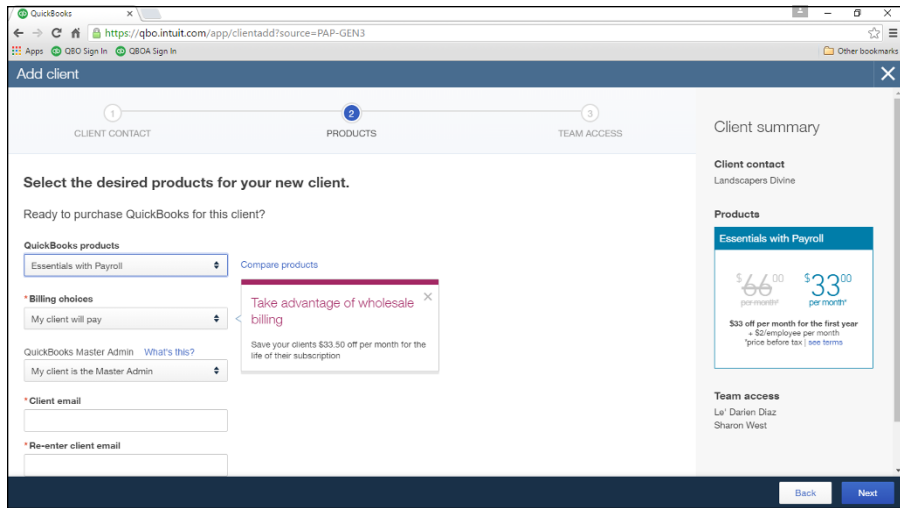 QuickBooks
https://qbo.intuit.com/app/clientadd?source=PAP-GEN3
Apps QBO Sign In QBOA Sign In Other bookmarks
Add client
1 2 3
CLIENT CONTACT PRODUCTS TEAM ACCESS
Select the desired products for your new client.
Ready to purchase QuickBooks for this client?
QuickBooks products
Essentials with Payroll Compare products
*Billing choices
My client will pay
Take advantage of wholesale
billing
Save your clients $33.50 off per month for the
life of their subscription
QuickBooks Master Admin What's this?
My client is the Master Admin
*Client email
*Re-enter client email
Client summary
Client contact
Landscapers Divine
Products
Essentials with Payroll
$66.00 $33.00
per month* per month*
$33 off per month for the first year
+ $2/employee per month
*price before tax | see terms
Team access
Le' Darien Diaz
Sharon West
Back Next